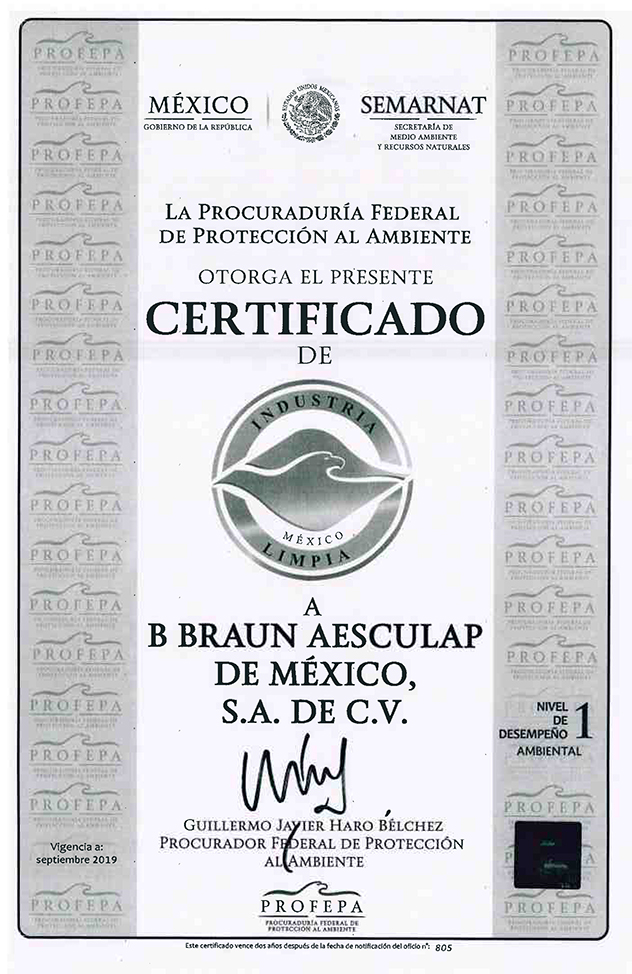 MÉXICO
GOBIERNO DE LA REPÚBLICA
ESTADOS UNIDOS MEXICANOS
SEMARNAT
SECRETARÍA DE
MEDIO AMBIENTE
Y RECURSOS NATURALES
LA PROCURADURÍA FEDERAL
DE PROTECCIÓN AL AMBIENTE
OTORGA EL PRESENTE
CERTIFICADO
DE
INDUSTRIA
MÉXICO
LIMPIA
A
B BRAUN AESCULAP
DE MÉXICO,
S.A. DE C.V.
NIVEL
DE
DESEMPEÑO 1
AMBIENTAL
GUILLERMO JAVIER HARO BÉLCHEZ
PROCURADOR FEDERAL DE PROTECCIÓN
AL AMBIENTE
Vigencia a:
septiembre 2019
PROFEPA
PROCURADURÍA FEDERAL DE
PROTECCIÓN AL AMBIENTE
Este certificado vence dos años después de la fecha de notificación del oficio n°: 805